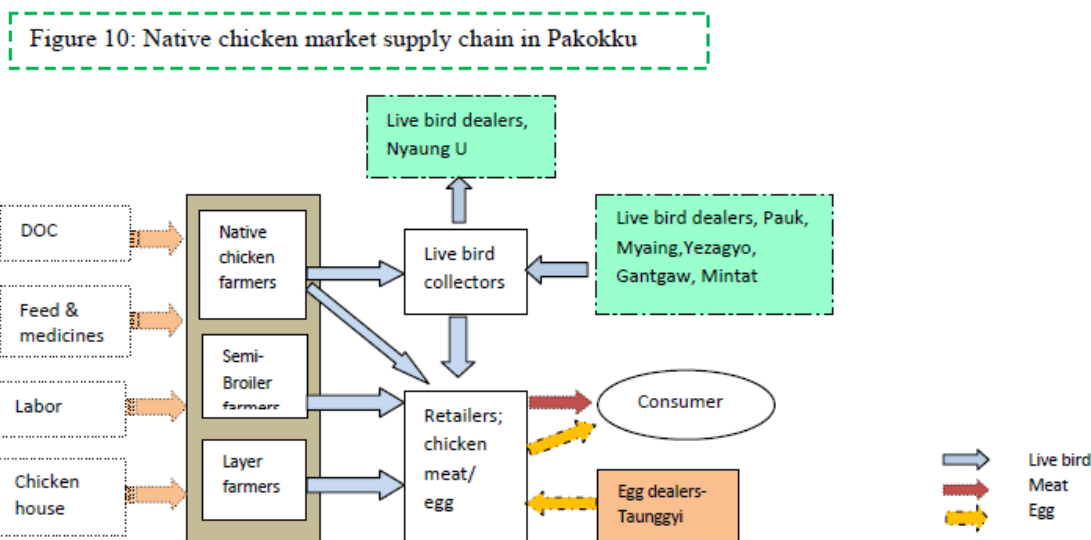 Figure 10: Native chicken market supply chain in Pakokku
Live bird dealers,
Nyaung U
DOC
Native
chicken
farmers
Live bird
collectors
Live bird dealers, Pauk,
Myaing,Yezagyo,
Gantgaw, Mintat
Feed &
medicines
Semi-
Broiler
farmers
Labor
Retailers;
chicken
meat/
egg
Consumer
Layer
farmers
Chicken
house
Egg dealers-
Taunggyi
Live bird
Meat
Egg